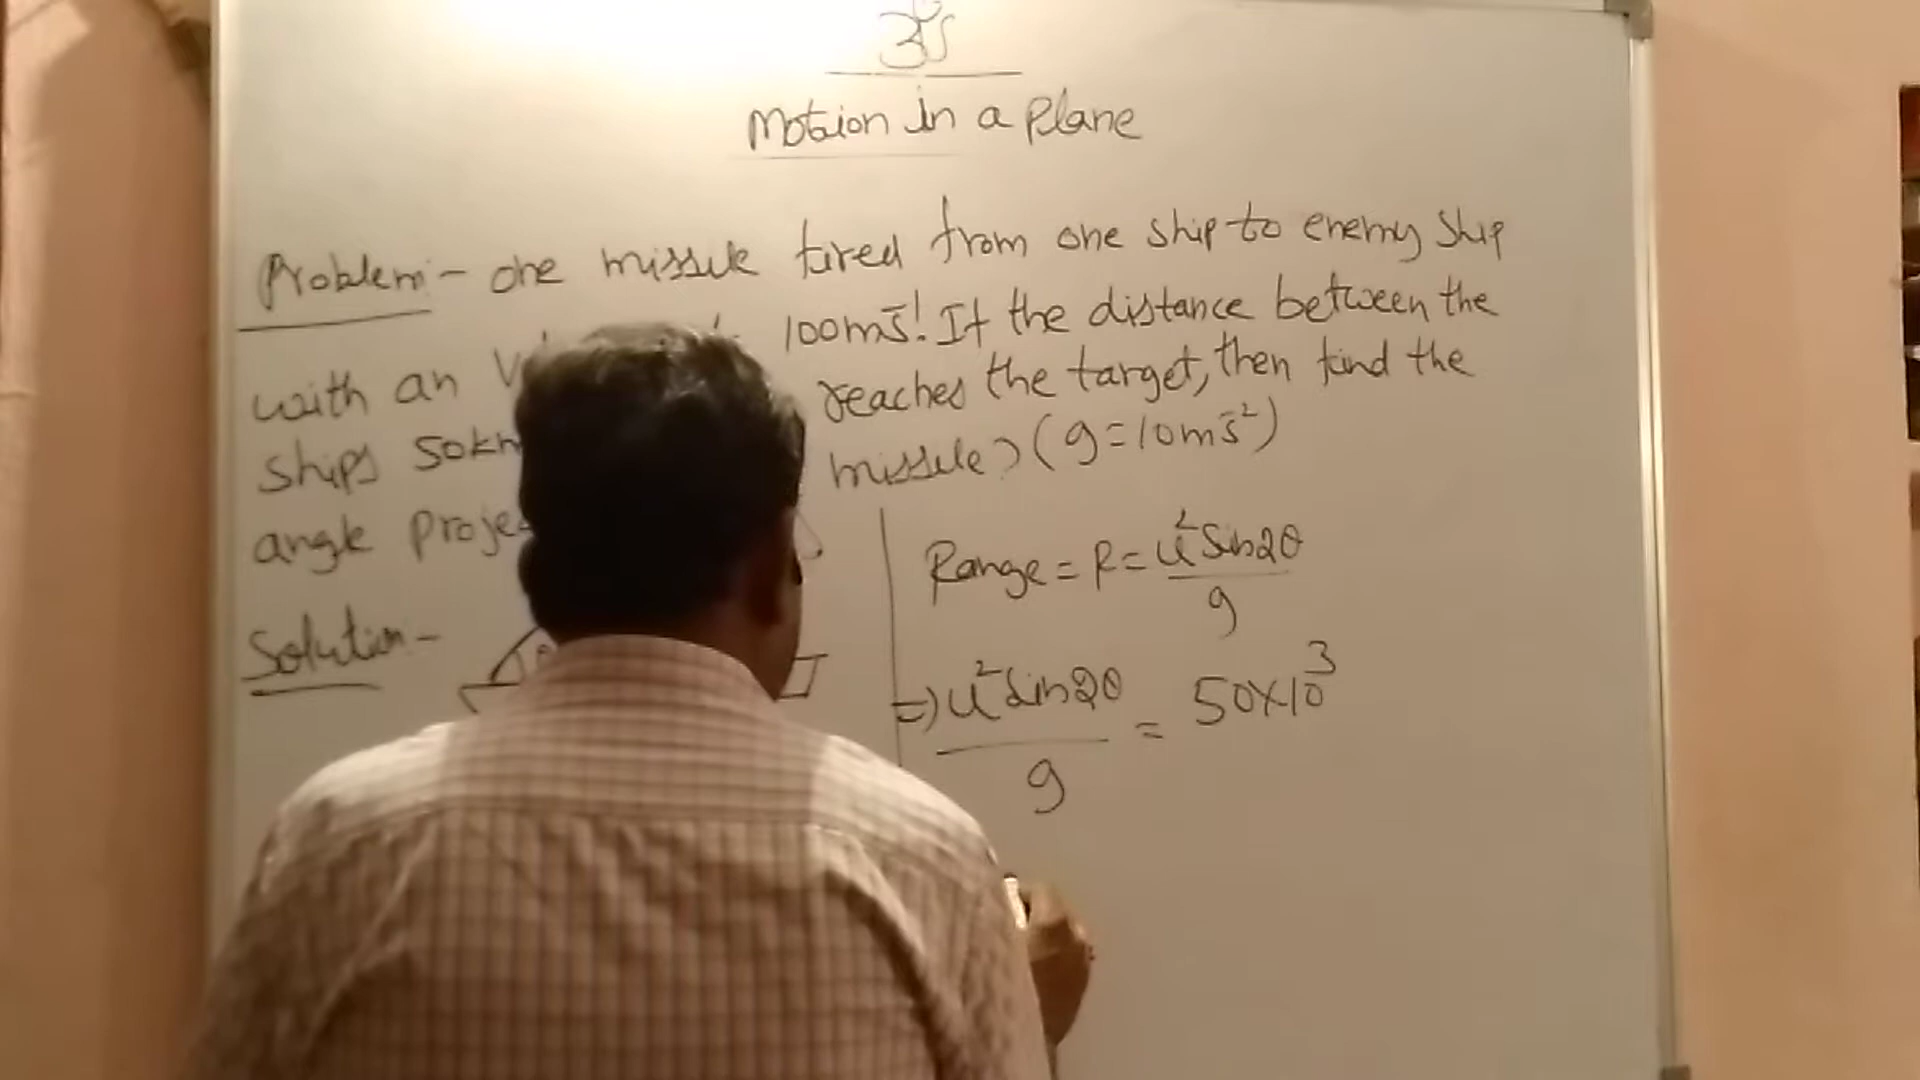 Motion in a Plane
Problem - one missile fired from one ship to enemy ship
with an 100ms⁻¹. If the distance between the
ships 50km reaches the target, then find the
angle missile? (g=10ms⁻²)
Solution-
Range = R = u²Sin2θ/g
=) u²Sin2θ/g = 50×10³